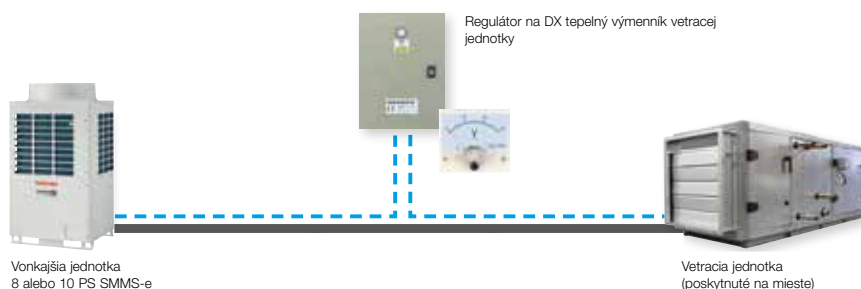 Regulátor na DX tepelný výmenník vetracej
jednotky
V
Vonkajšia jednotka
8 alebo 10 PS SMMS-e
Vetracia jednotka
(poskytnuté na mieste)